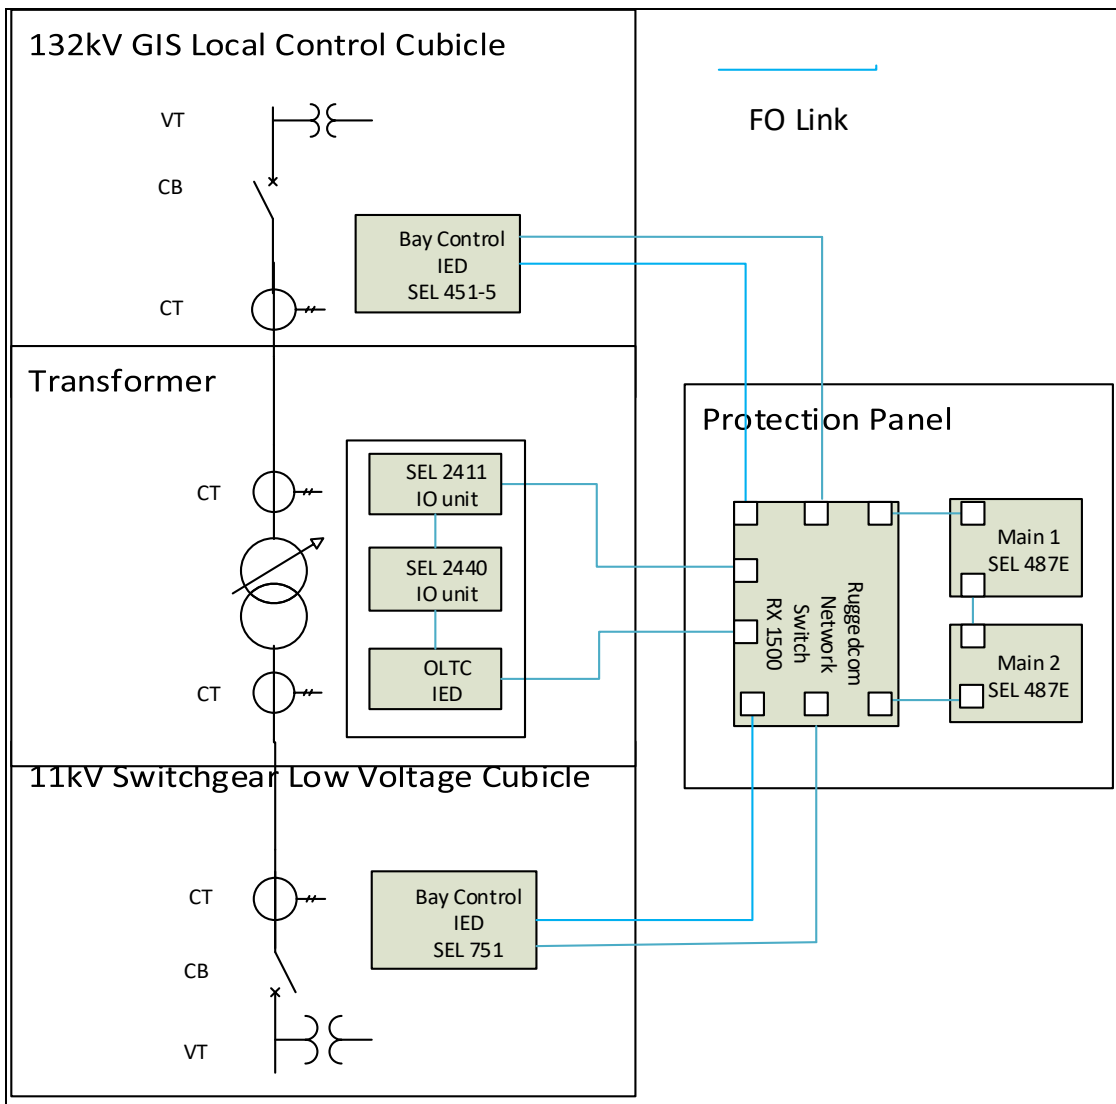 132kV GIS Local Control Cubicle
VT
CB
CT
Bay Control
IED
SEL 451-5
FO Link
Transformer
CT
CT
SEL 2411
IO unit
SEL 2440
IO unit
OLTC
IED
Protection Panel
Ruggedcom
Network
Switch
RX 1500
Main 1
SEL 487E
Main 2
SEL 487E
11kV Switchgear Low Voltage Cubicle
CT
CB
VT
Bay Control
IED
SEL 751